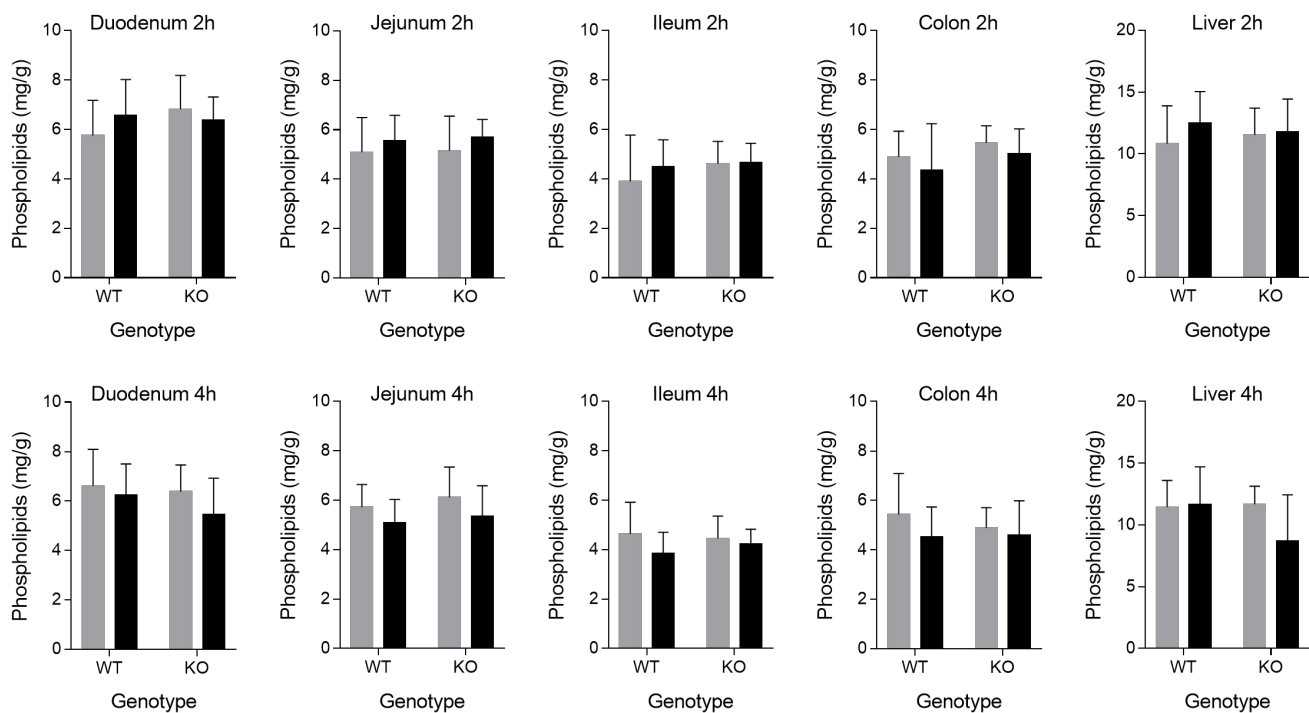 Duodenum 2h
Phospholipids (mg/g)
10
8
6
4
2
0
WT KO
Genotype
Jejunum 2h
Phospholipids (mg/g)
10
8
6
4
2
0
WT KO
Genotype
Ileum 2h
Phospholipids (mg/g)
10
8
6
4
2
0
WT KO
Genotype
Colon 2h
Phospholipids (mg/g)
10
8
6
4
2
0
WT KO
Genotype
Liver 2h
Phospholipids (mg/g)
20
15
10
5
0
WT KO
Genotype
Duodenum 4h
Phospholipids (mg/g)
10
8
6
4
2
0
WT KO
Genotype
Jejunum 4h
Phospholipids (mg/g)
10
8
6
4
2
0
WT KO
Genotype
Ileum 4h
Phospholipids (mg/g)
10
8
6
4
2
0
WT KO
Genotype
Colon 4h
Phospholipids (mg/g)
10
8
6
4
2
0
WT KO
Genotype
Liver 4h
Phospholipids (mg/g)
20
15
10
5
0
WT KO
Genotype